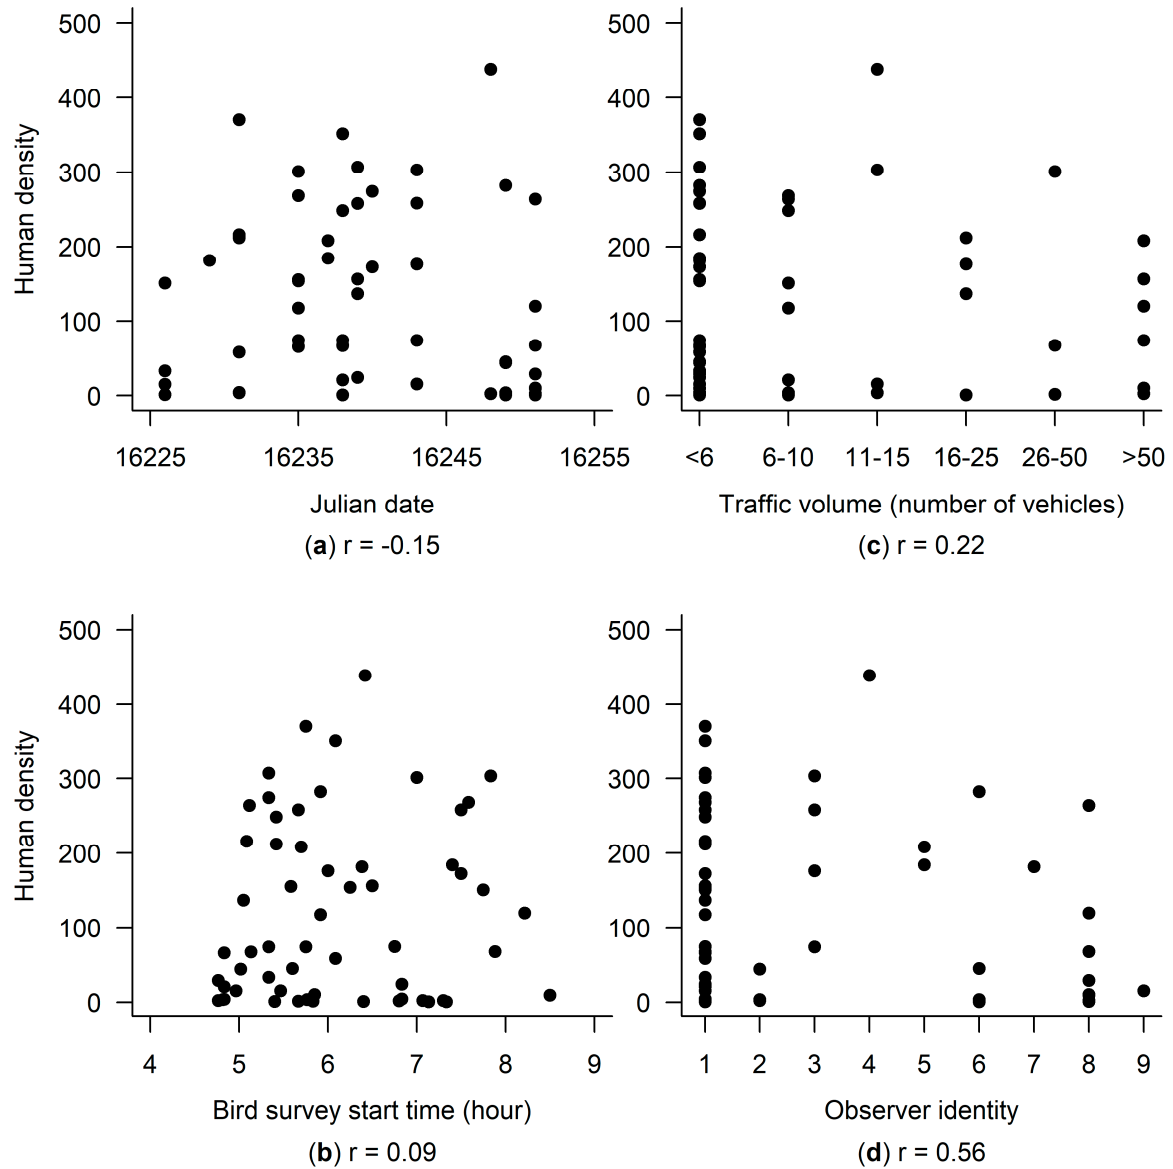 500
400
300
200
100
0
Human density
16225 16235 16245 16255
Julian date
(a) r = -0.15
500
400
300
200
100
0
<6 6-10 11-15 16-25 26-50 >50
Traffic volume (number of vehicles)
(c) r = 0.22
500
400
300
200
100
0
Human density
4 5 6 7 8 9
Bird survey start time (hour)
(b) r = 0.09
500
400
300
200
100
0
1 2 3 4 5 6 7 8 9
Observer identity
(d) r = 0.56